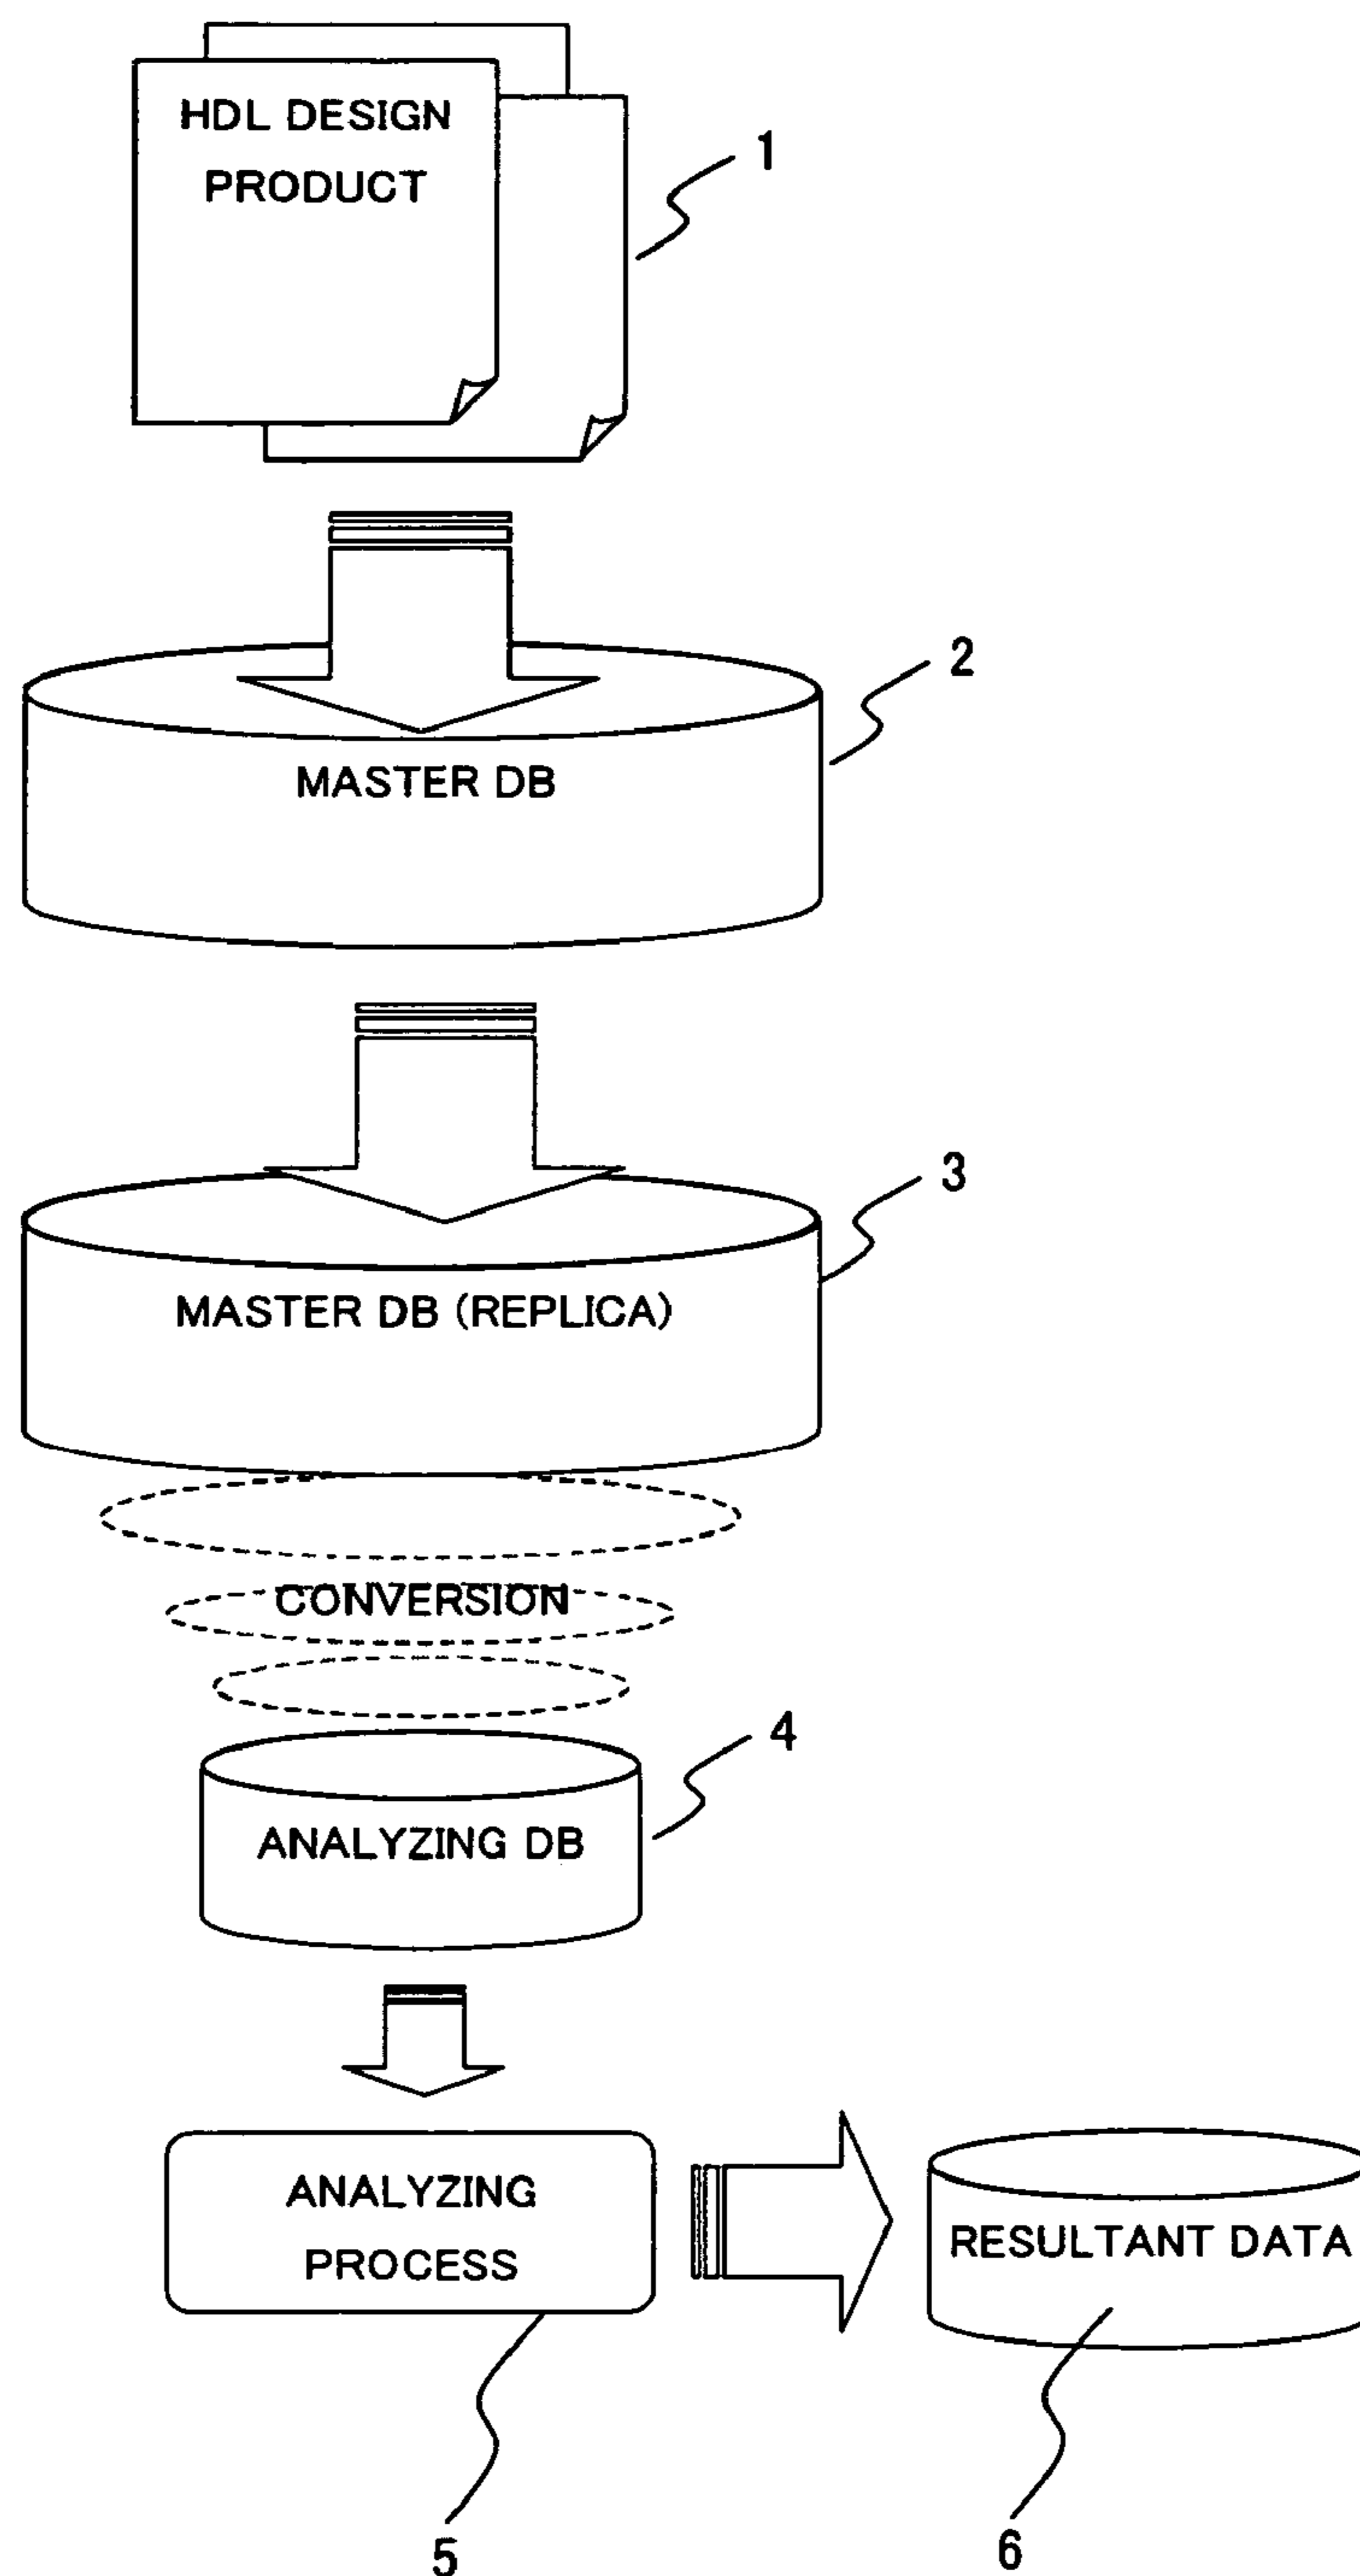 HDL DESIGN
PRODUCT
1
2
MASTER DB
3
MASTER DB (REPLICA)
CONVERSION
4
ANALYZING DB
ANALYZING
PROCESS
RESULTANT DATA
5
6